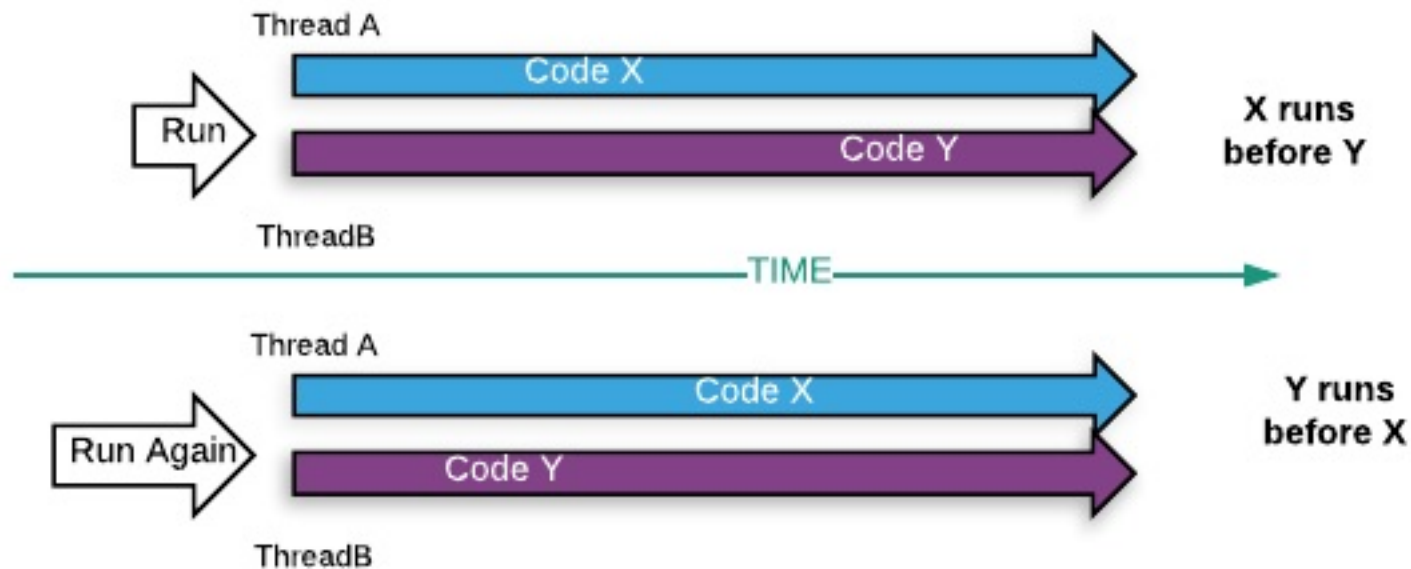 Thread A
Code X
Run
Code Y
X runs
before Y
ThreadB
TIME
Thread A
Code X
Run Again
Code Y
Y runs
before X
ThreadB